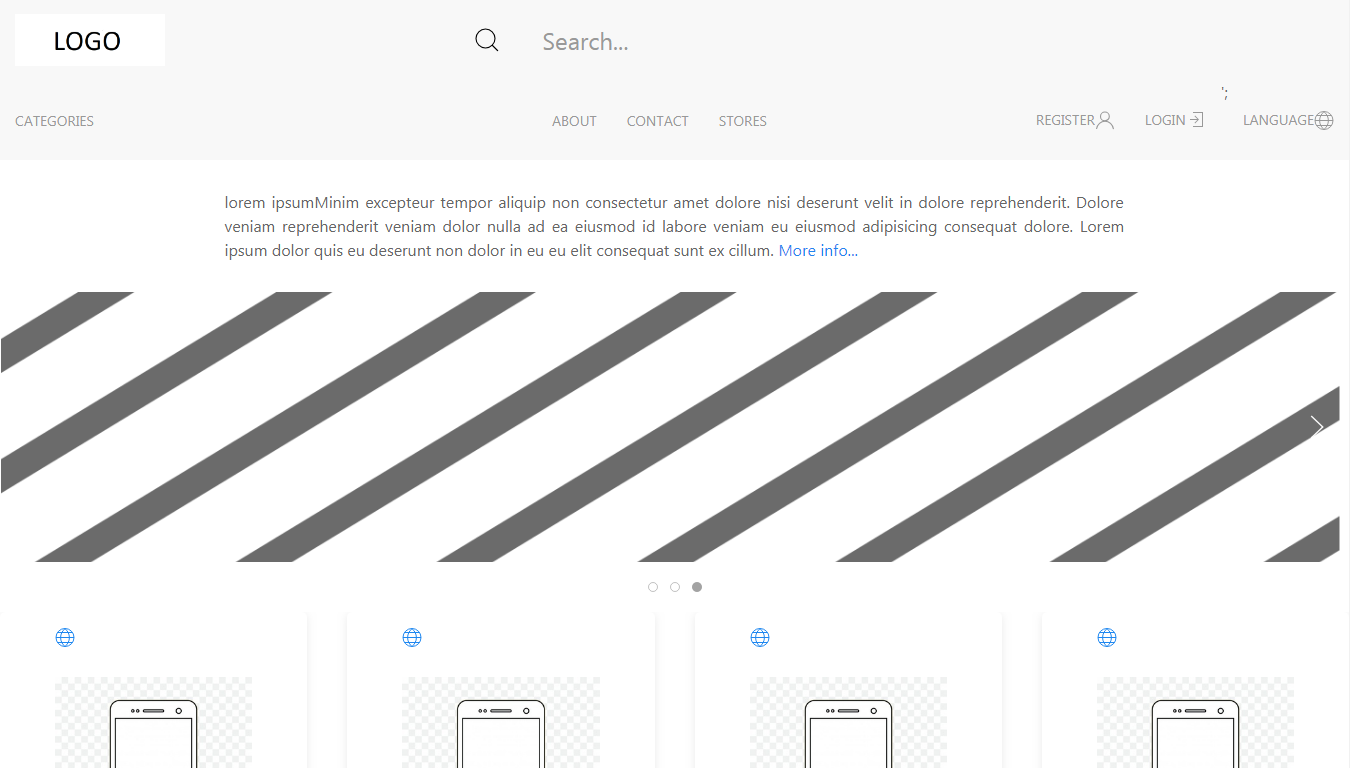 LOGO
Search...
';
CATEGORIES
ABOUT
CONTACT
STORES
REGISTER
LOGIN
LANGUAGE
lorem ipsumMinim excepteur tempor aliquip non consectetur amet dolore nisi deserunt velit in dolore reprehenderit. Dolore
veniam reprehenderit veniam dolor nulla ad ea eiusmod id labore veniam eu eiusmod adipisicing consequat dolore. Lorem
ipsum dolor quis eu deserunt non dolor in eu eu elit consequat sunt ex cillum. More info...